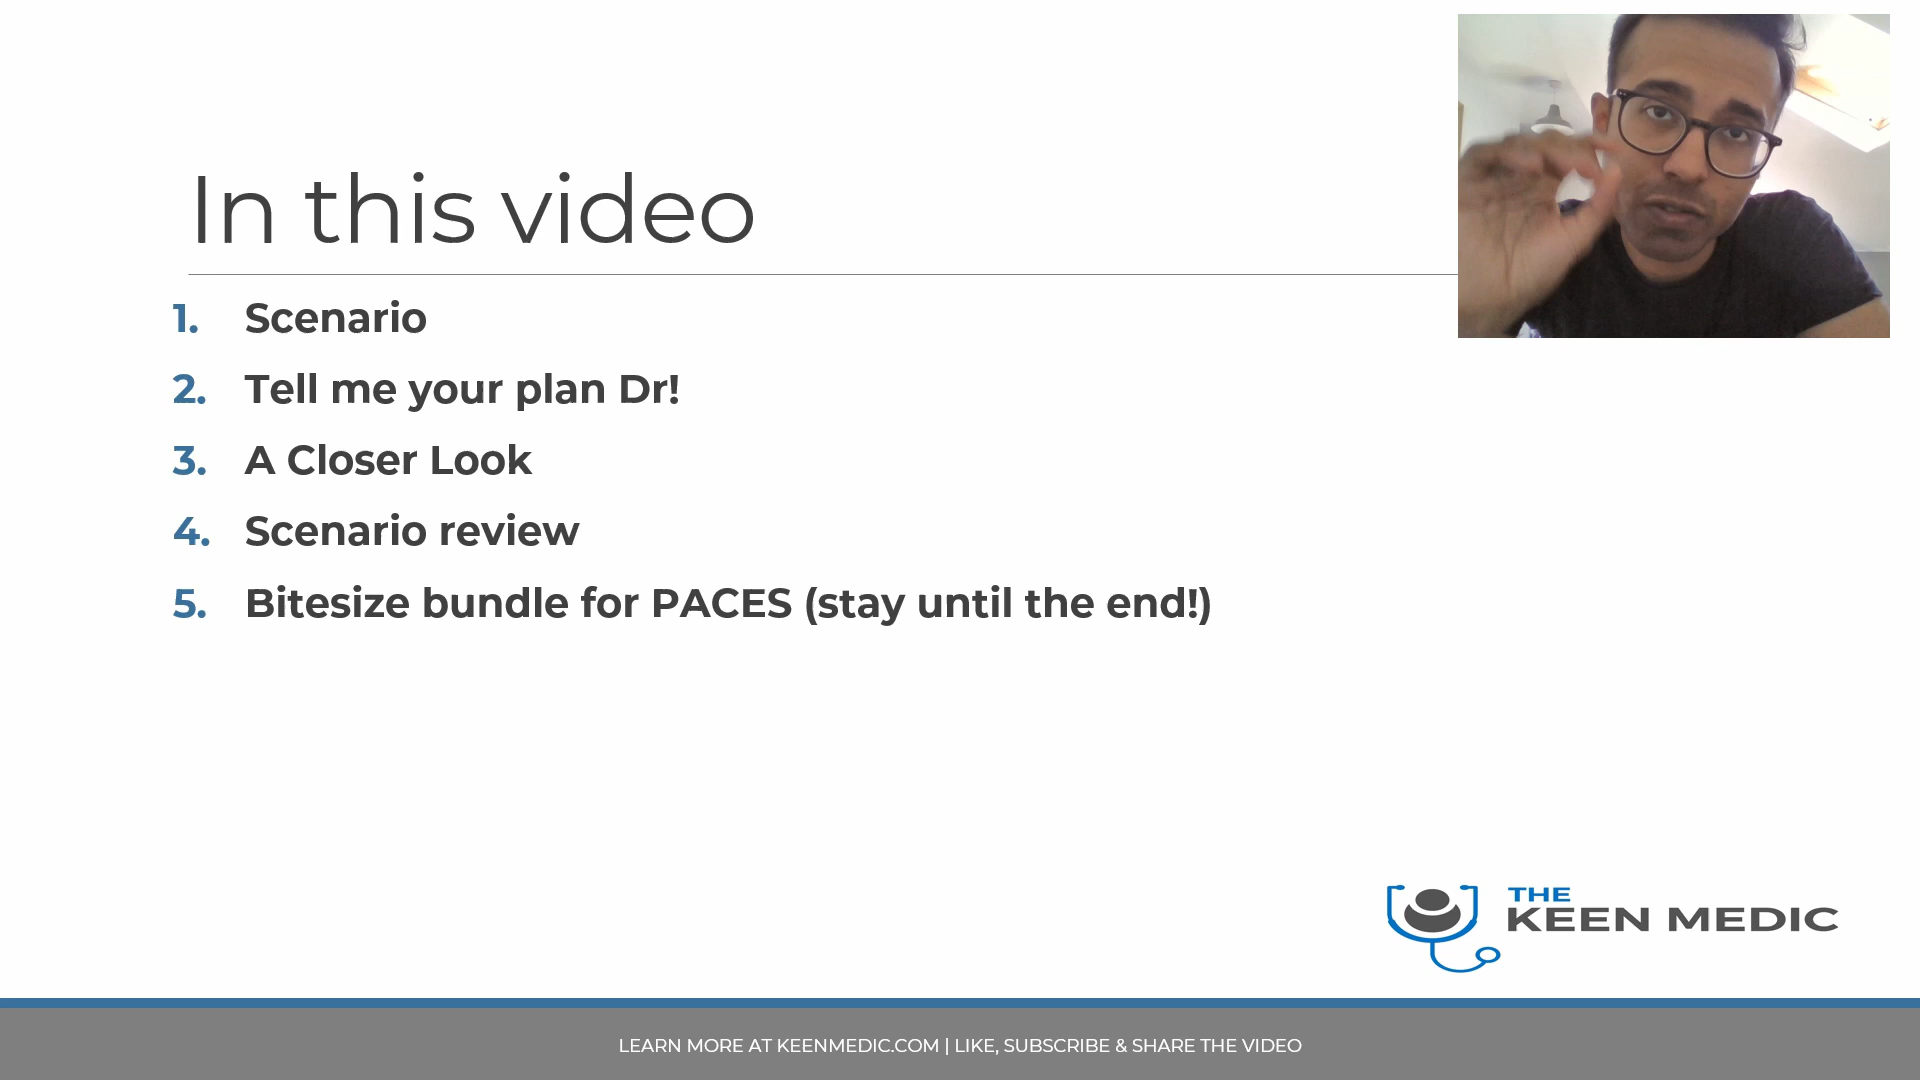 In this video
1. Scenario
2. Tell me your plan Dr!
3. A Closer Look
4. Scenario review
5. Bitesize bundle for PACES (stay until the end!)
THE
KEEN MEDIC
LEARN MORE AT KEENMEDIC.COM | LIKE, SUBSCRIBE & SHARE THE VIDEO